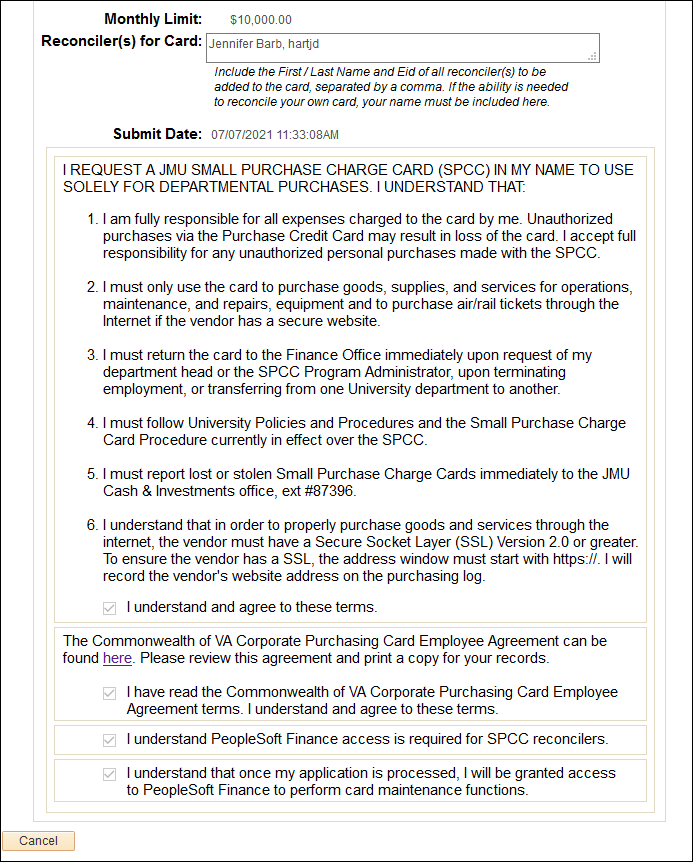 Monthly Limit: $10,000.00
Reconciler(s) for Card: Jennifer Barb, hartjd
Include the First / Last Name and Eid of all reconciler(s) to be
added to the card, separated by a comma. If the ability is needed
to reconcile your own card, your name must be included here.
Submit Date: 07/07/2021 11:33:08AM
I REQUEST A JMU SMALL PURCHASE CHARGE CARD (SPCC) IN MY NAME TO USE
SOLELY FOR DEPARTMENTAL PURCHASES. I UNDERSTAND THAT:
1. I am fully responsible for all expenses charged to the card by me. Unauthorized
purchases via the Purchase Credit Card may result in loss of the card. I accept full
responsibility for any unauthorized personal purchases made with the SPCC.
2. I must only use the card to purchase goods, supplies, and services for operations,
maintenance, and repairs, equipment and to purchase air/rail tickets through the
Internet if the vendor has a secure website.
3. I must return the card to the Finance Office immediately upon request of my
department head or the SPCC Program Administrator, upon terminating
employment, or transferring from one University department to another.
4. I must follow University Policies and Procedures and the Small Purchase Charge
Card Procedure currently in effect over the SPCC.
5. I must report lost or stolen Small Purchase Charge Cards immediately to the JMU
Cash & Investments office, ext #87396.
6. I understand that in order to properly purchase goods and services through the
internet, the vendor must have a Secure Socket Layer (SSL) Version 2.0 or greater.
To ensure the vendor has a SSL, the address window must start with https://. I will
record the vendor's website address on the purchasing log.
I understand and agree to these terms.
The Commonwealth of VA Corporate Purchasing Card Employee Agreement can be
found here. Please review this agreement and print a copy for your records.
I have read the Commonwealth of VA Corporate Purchasing Card Employee
Agreement terms. I understand and agree to these terms.
I understand PeopleSoft Finance access is required for SPCC reconcilers.
I understand that once my application is processed, I will be granted access
to PeopleSoft Finance to perform card maintenance functions.
Cancel